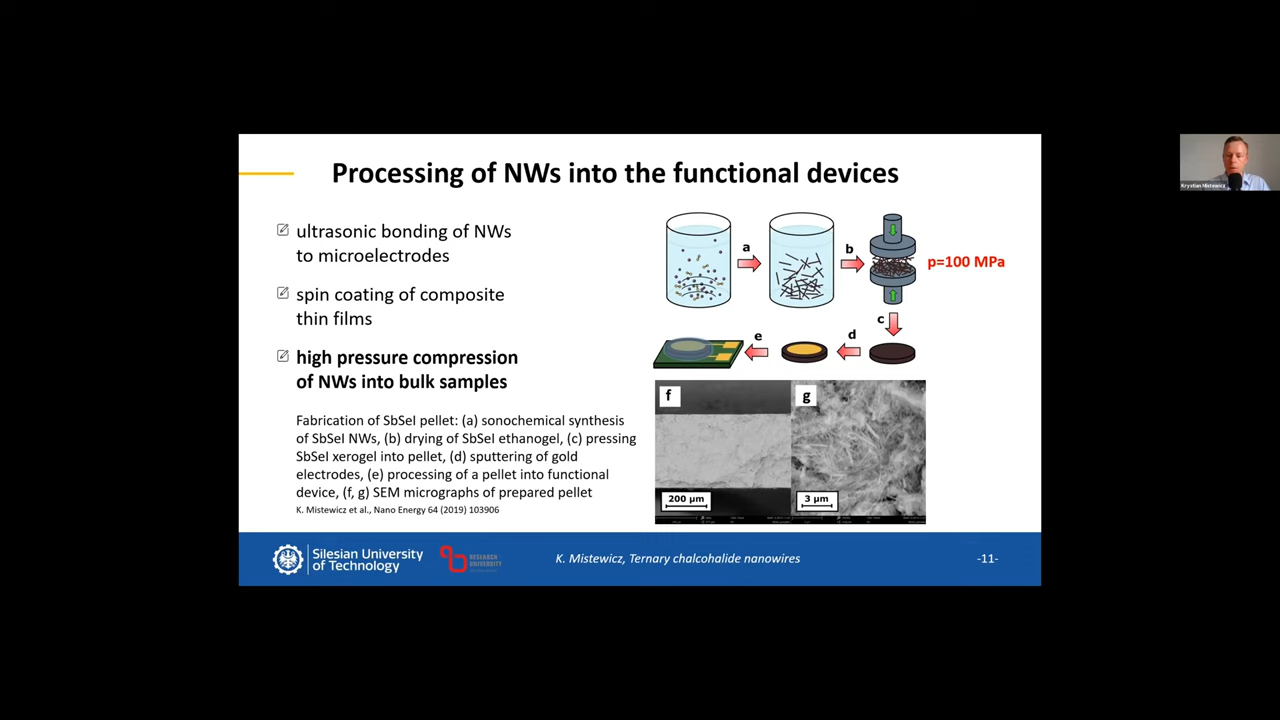 Processing of NWs into the functional devices
ultrasonic bonding of NWs
to microelectrodes
spin coating of composite
thin films
high pressure compression
of NWs into bulk samples
Fabrication of SbSeI pellet: (a) sonochemical synthesis
of SbSeI NWs, (b) drying of SbSeI ethanogel, (c) pressing
SbSeI xerogel into pellet, (d) sputtering of gold
electrodes, (e) processing of a pellet into functional
device, (f, g) SEM micrographs of prepared pellet
K. Mistewicz et al., Nano Energy 64 (2019) 103906
a
b
p=100 MPa
c
d
e
f
g
200 µm
3 µm
Silesian University
of Technology
RESEARCH
UNIVERSITY
K. Mistewicz, Ternary chalcohalide nanowires
-11-
Krystian Mistewicz